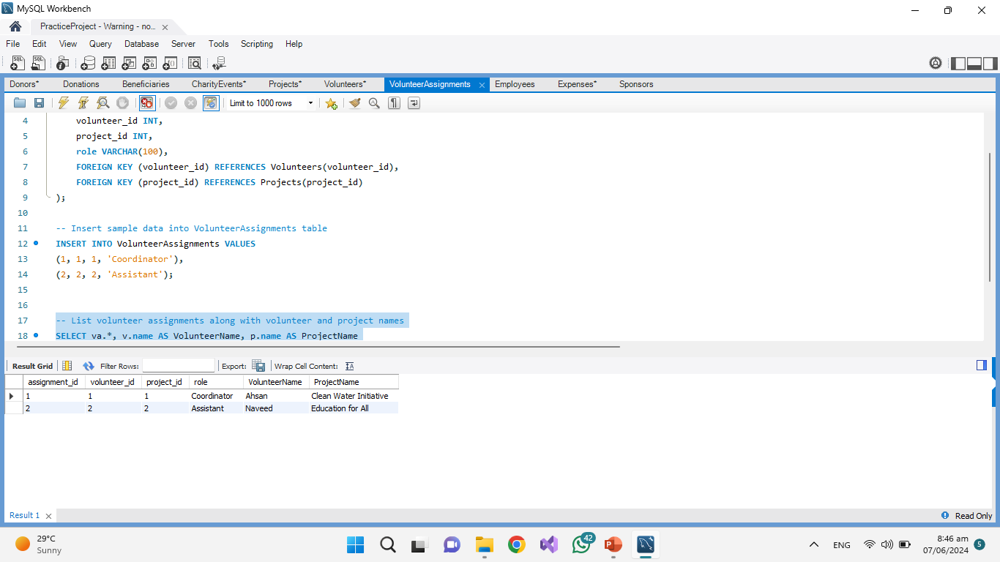 MySQL Workbench
PracticeProject - Warning - no...
File Edit View Query Database Server Tools Scripting Help
Donors* Donations Beneficiaries CharityEvents* Projects* Volunteers* VolunteerAssignments Employees Expenses* Sponsors
Limit to 1000 rows
4 volunteer_id INT,
5 project_id INT,
6 role VARCHAR(100),
7 FOREIGN KEY (volunteer_id) REFERENCES Volunteers(volunteer_id),
8 FOREIGN KEY (project_id) REFERENCES Projects(project_id)
9 );
10
11 -- Insert sample data into VolunteerAssignments table
12 INSERT INTO VolunteerAssignments VALUES
13 (1, 1, 1, 'Coordinator'),
14 (2, 2, 2, 'Assistant');
15
16
17 -- List volunteer assignments along with volunteer and project names
18 SELECT va.*, v.name AS VolunteerName, p.name AS ProjectName
Result Grid Filter Rows: Export: Wrap Cell Content:
assignment_id volunteer_id project_id role VolunteerName ProjectName
1 1 1 Coordinator Ahsan Clean Water Initiative
2 2 2 Assistant Naveed Education for All
Result 1 Read Only
29°C
Sunny
42
ENG
8:46 am
07/06/2024
5